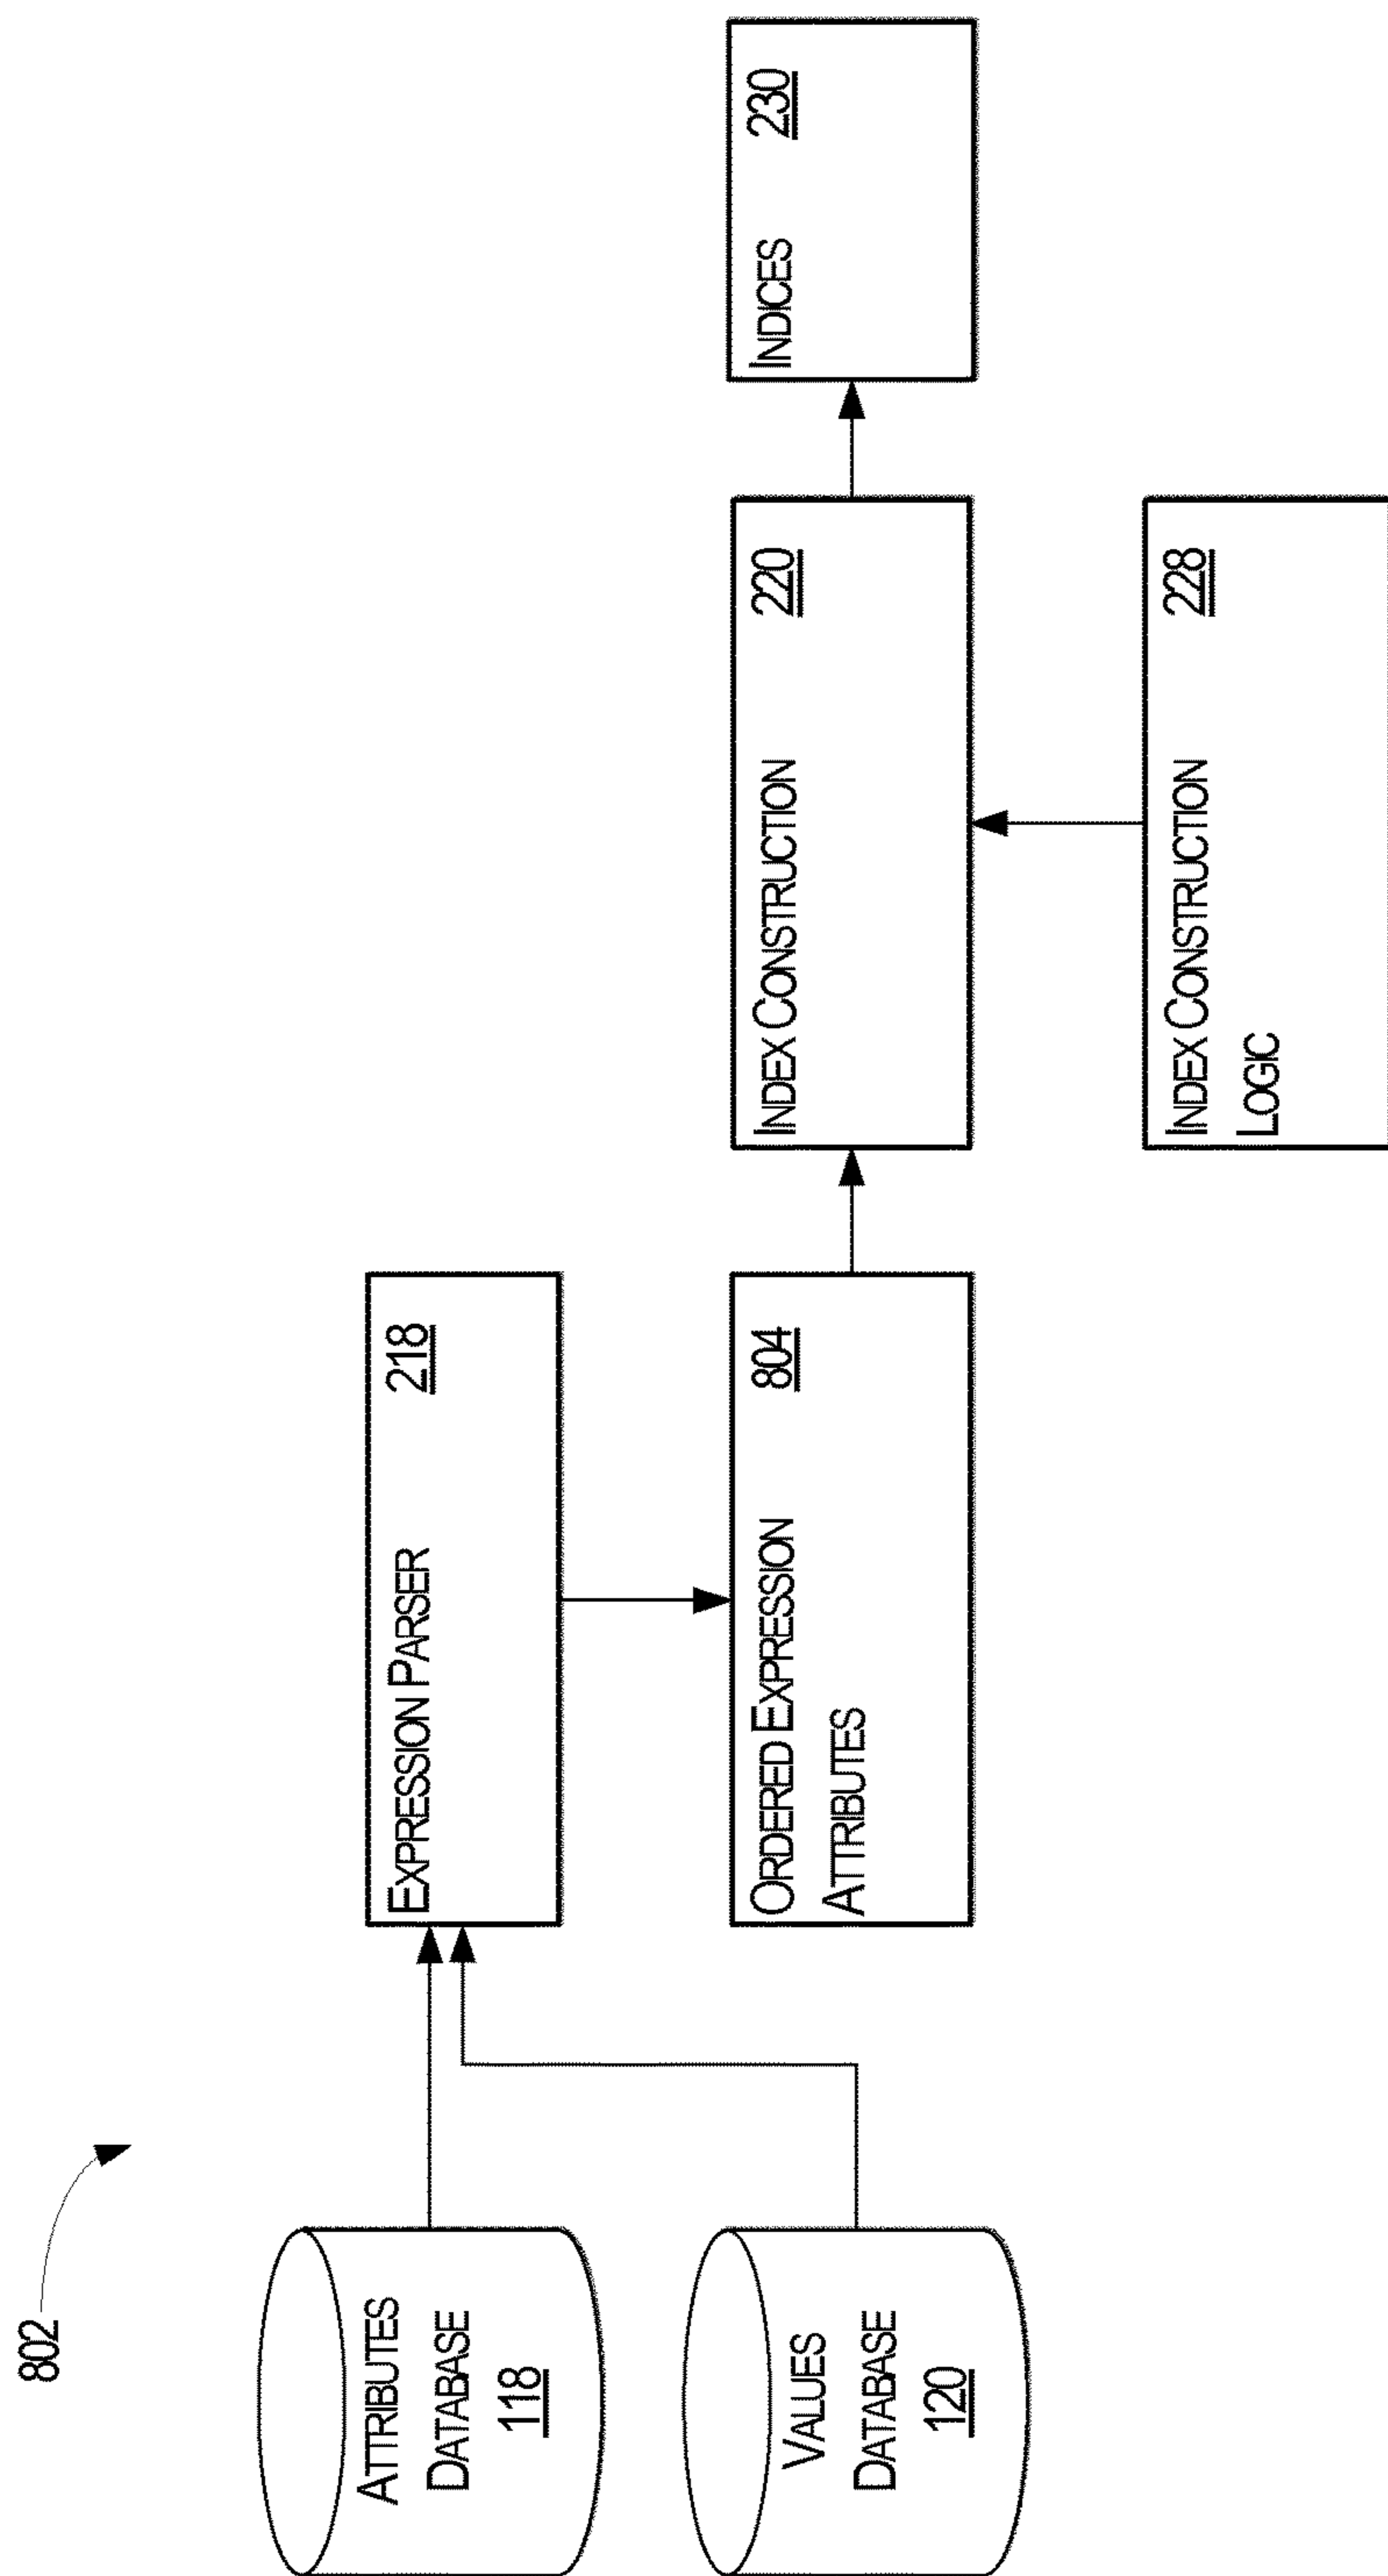 802
ATTRIBUTES
DATABASE
118
VALUES
DATABASE
120
EXPRESSION PARSER 218
ORDERED EXPRESSION 804
ATTRIBUTES
INDEX CONSTRUCTION 220
INDEX CONSTRUCTION 228
LOGIC
INDICES 230